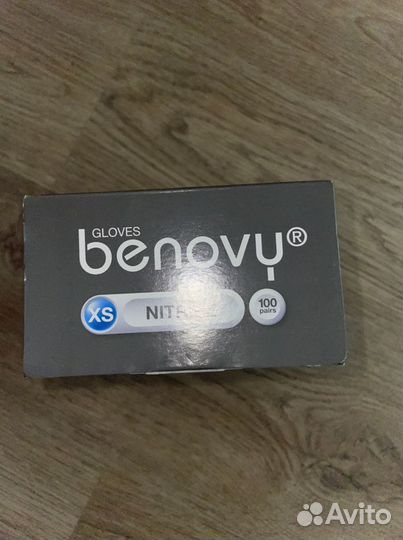 GLOVES
benovy®
XS
100 pairs
Avito